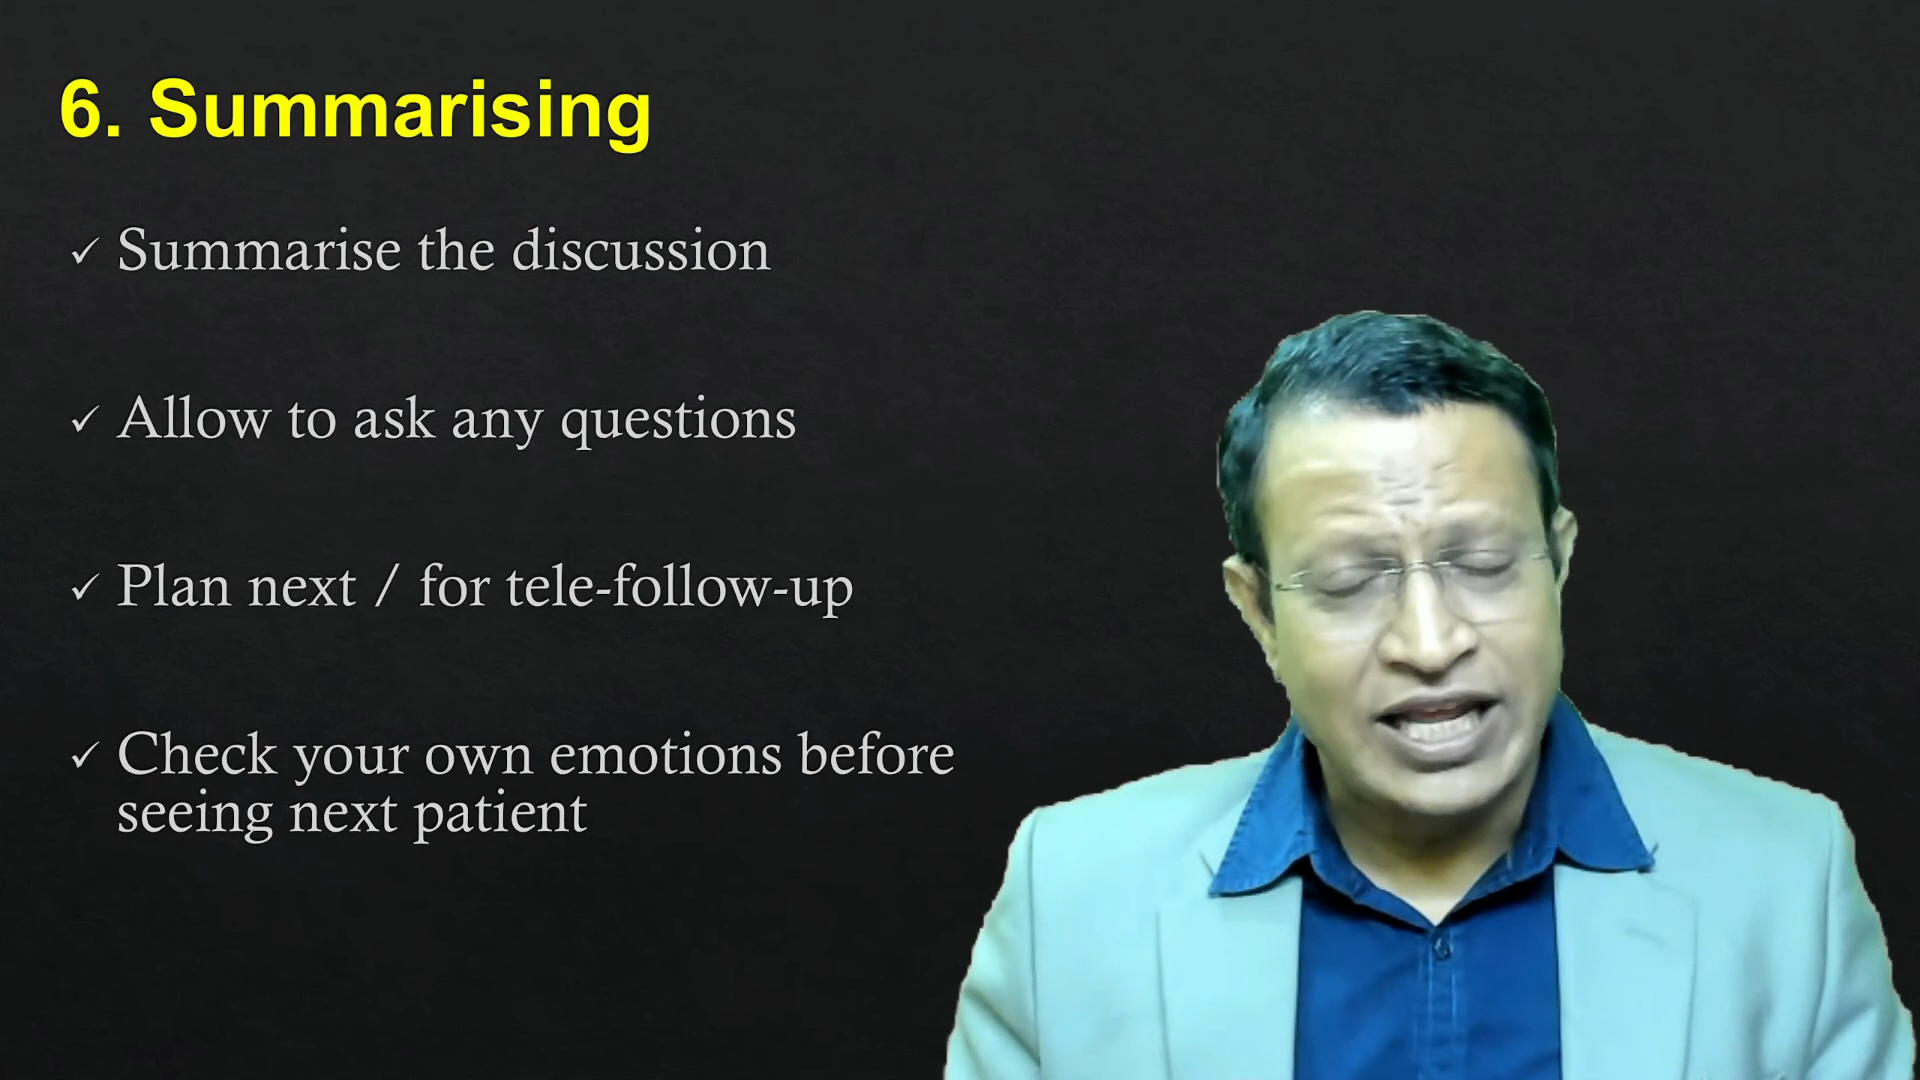 6. Summarising
✓ Summarise the discussion
✓ Allow to ask any questions
✓ Plan next / for tele-follow-up
✓ Check your own emotions before
seeing next patient